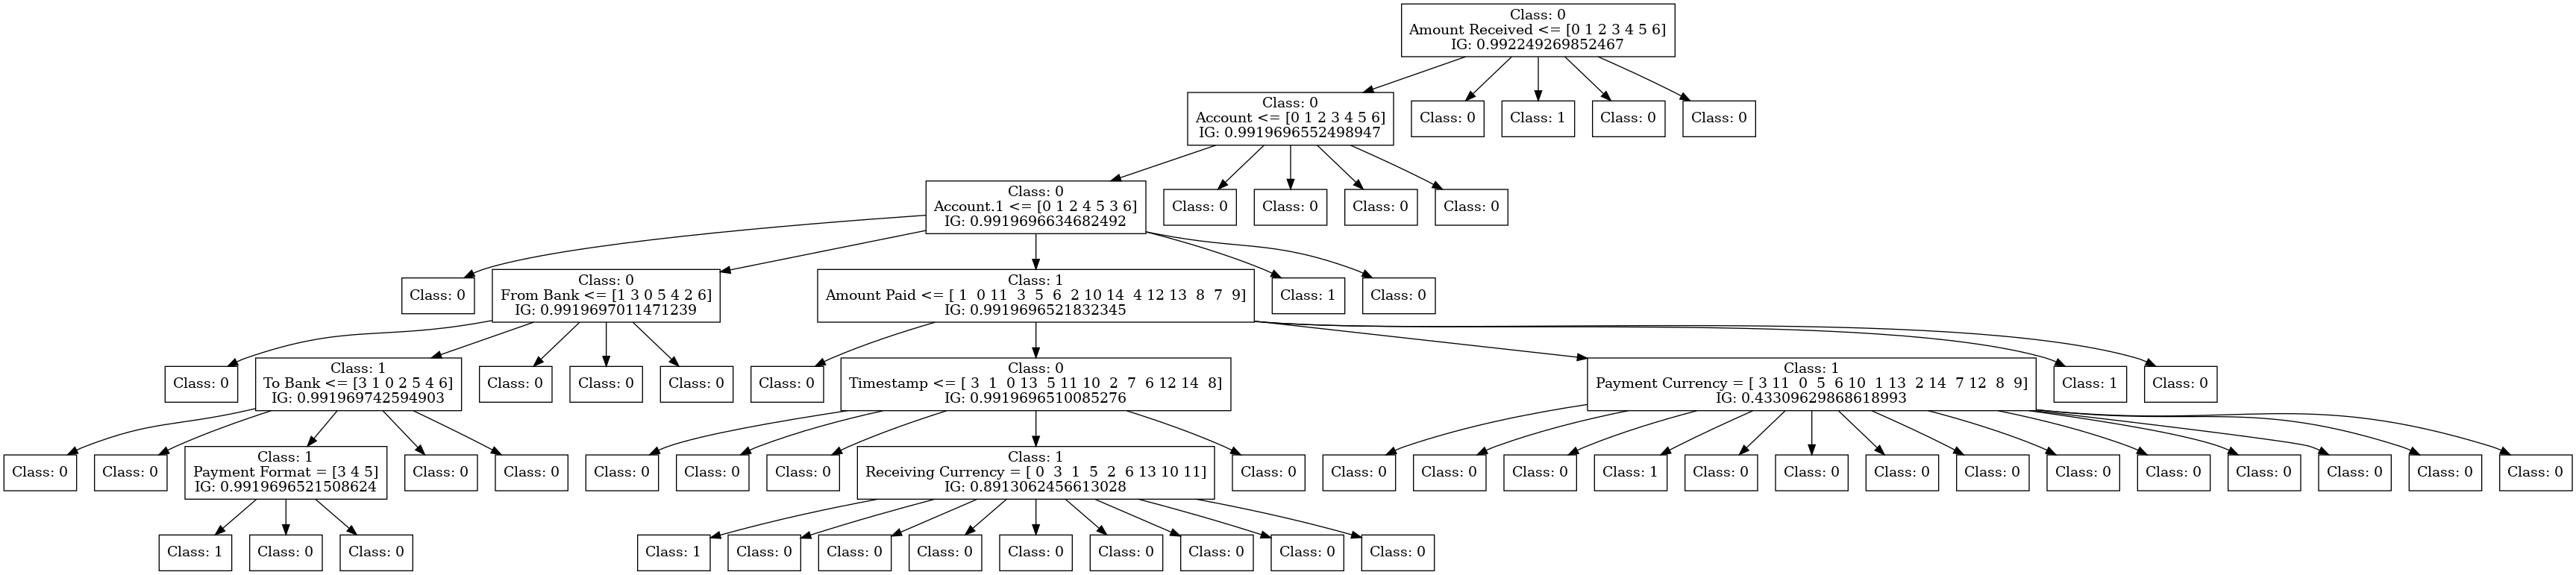 Class: 0
Amount Received <= [0 1 2 3 4 5 6]
IG: 0.992249269852467
Class: 0
Account <= [0 1 2 3 4 5 6]
IG: 0.9919696552498947
Class: 0
Class: 1
Class: 0
Class: 0
Class: 0
Account.1 <= [0 1 2 4 5 3 6]
IG: 0.9919696634682492
Class: 0
Class: 0
Class: 0
Class: 0
Class: 0
Class: 0
From Bank <= [1 3 0 5 4 2 6]
IG: 0.9919697011471239
Class: 1
Amount Paid <= [ 1  0 11  3  5  6  2 10 14  4 12 13  8  7  9]
IG: 0.9919696521832345
Class: 1
Class: 0
Class: 0
Class: 1
To Bank <= [3 1 0 2 5 4 6]
IG: 0.991969742594903
Class: 0
Class: 0
Class: 0
Class: 0
Class: 0
Timestamp <= [ 3  1  0 13  5 11 10  2  7  6 12 14  8]
IG: 0.9919696510085276
Class: 1
Payment Currency = [ 3 11  0  5  6 10  1 13  2 14  7 12  8  9]
IG: 0.43309629868618993
Class: 1
Class: 0
Class: 0
Class: 0
Class: 1
Payment Format = [3 4 5]
IG: 0.9919696521508624
Class: 0
Class: 0
Class: 0
Class: 0
Class: 0
Class: 1
Receiving Currency = [ 0  3  1  5  2  6 13 10 11]
IG: 0.8913062456613028
Class: 0
Class: 0
Class: 0
Class: 0
Class: 1
Class: 0
Class: 0
Class: 0
Class: 0
Class: 0
Class: 0
Class: 0
Class: 0
Class: 0
Class: 0
Class: 1
Class: 0
Class: 0
Class: 1
Class: 0
Class: 0
Class: 0
Class: 0
Class: 0
Class: 0
Class: 0
Class: 0